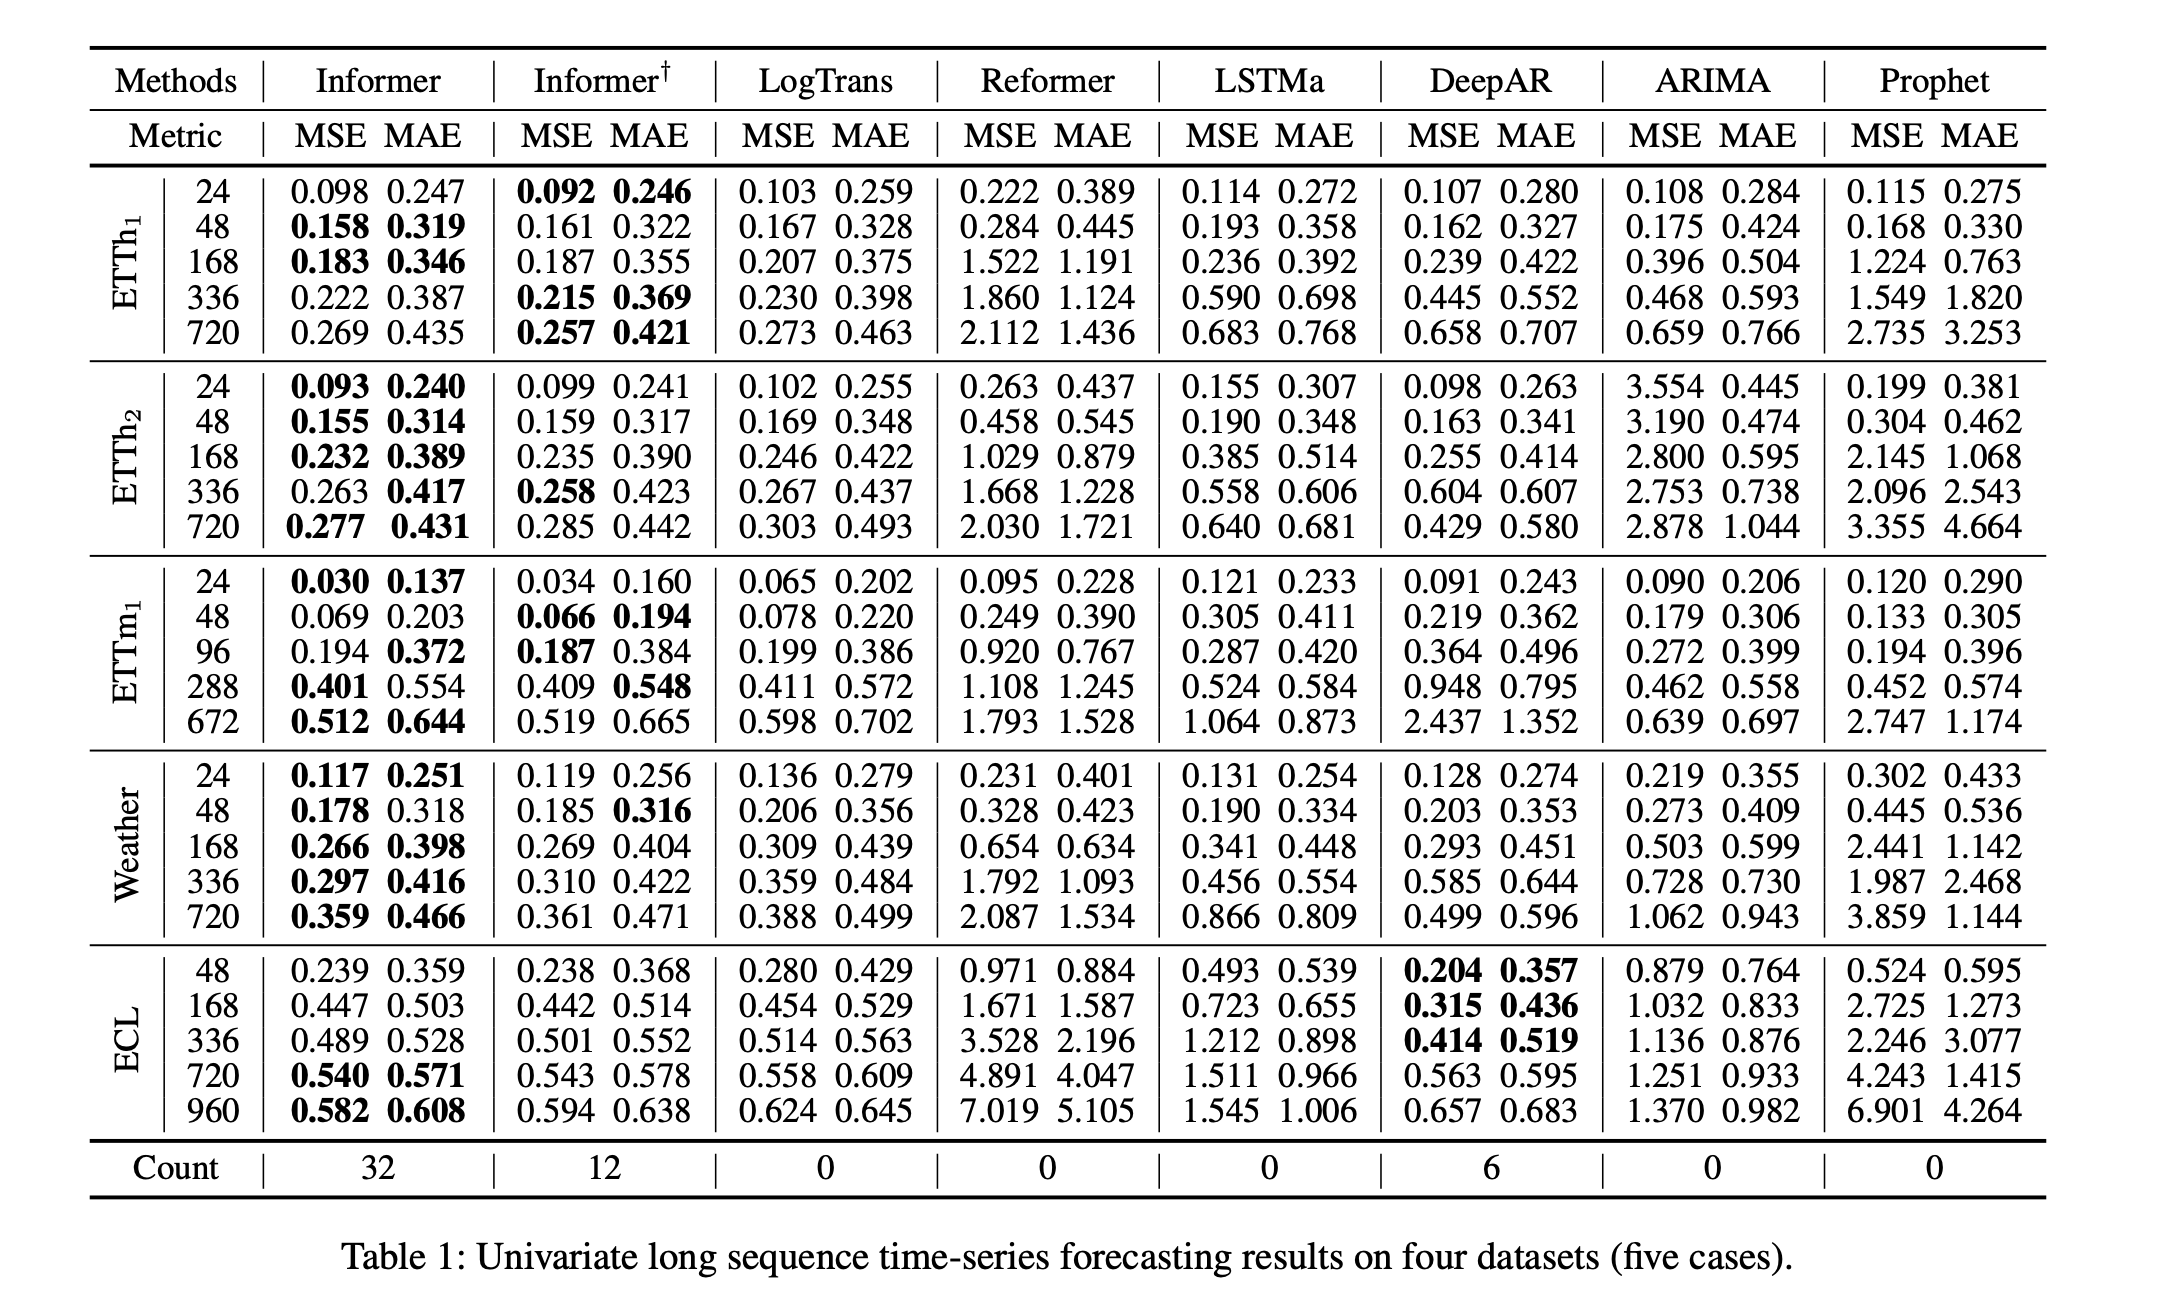 Methods Informer Informer† LogTrans Reformer LSTMa DeepAR ARIMA Prophet
Metric MSE MAE MSE MAE MSE MAE MSE MAE MSE MAE MSE MAE MSE MAE MSE MAE
ETTh₁
24 0.098 0.247 0.092 0.246 0.103 0.259 0.222 0.389 0.114 0.272 0.107 0.280 0.108 0.284 0.115 0.275
48 0.158 0.319 0.161 0.322 0.167 0.328 0.284 0.445 0.193 0.358 0.162 0.327 0.175 0.424 0.168 0.330
168 0.183 0.346 0.187 0.355 0.207 0.375 1.522 1.191 0.236 0.392 0.239 0.422 0.396 0.504 1.224 0.763
336 0.222 0.387 0.215 0.369 0.230 0.398 1.860 1.124 0.590 0.698 0.445 0.552 0.468 0.593 1.549 1.820
720 0.269 0.435 0.257 0.421 0.273 0.463 2.112 1.436 0.683 0.768 0.658 0.707 0.659 0.766 2.735 3.253
ETTh₂
24 0.093 0.240 0.099 0.241 0.102 0.255 0.263 0.437 0.155 0.307 0.098 0.263 3.554 0.445 0.199 0.381
48 0.155 0.314 0.159 0.317 0.169 0.348 0.458 0.545 0.190 0.348 0.163 0.341 3.190 0.474 0.304 0.462
168 0.232 0.389 0.235 0.390 0.246 0.422 1.029 0.879 0.385 0.514 0.255 0.414 2.800 0.595 2.145 1.068
336 0.263 0.417 0.258 0.423 0.267 0.437 1.668 1.228 0.558 0.606 0.604 0.607 2.753 0.738 2.096 2.543
720 0.277 0.431 0.285 0.442 0.303 0.493 2.030 1.721 0.640 0.681 0.429 0.580 2.878 1.044 3.355 4.664
ETTm₁
24 0.030 0.137 0.034 0.160 0.065 0.202 0.095 0.228 0.121 0.233 0.091 0.243 0.090 0.206 0.120 0.290
48 0.069 0.203 0.066 0.194 0.078 0.220 0.249 0.390 0.305 0.411 0.219 0.362 0.179 0.306 0.133 0.305
96 0.194 0.372 0.187 0.384 0.199 0.386 0.920 0.767 0.287 0.420 0.364 0.496 0.272 0.399 0.194 0.396
288 0.401 0.554 0.409 0.548 0.411 0.572 1.108 1.245 0.524 0.584 0.948 0.795 0.462 0.558 0.452 0.574
672 0.512 0.644 0.519 0.665 0.598 0.702 1.793 1.528 1.064 0.873 2.437 1.352 0.639 0.697 2.747 1.174
Weather
24 0.117 0.251 0.119 0.256 0.136 0.279 0.231 0.401 0.131 0.254 0.128 0.274 0.219 0.355 0.302 0.433
48 0.178 0.318 0.185 0.316 0.206 0.356 0.328 0.423 0.190 0.334 0.203 0.353 0.273 0.409 0.445 0.536
168 0.266 0.398 0.269 0.404 0.309 0.439 0.654 0.634 0.341 0.448 0.293 0.451 0.503 0.599 2.441 1.142
336 0.297 0.416 0.310 0.422 0.359 0.484 1.792 1.093 0.456 0.554 0.585 0.644 0.728 0.730 1.987 2.468
720 0.359 0.466 0.361 0.471 0.388 0.499 2.087 1.534 0.866 0.809 0.499 0.596 1.062 0.943 3.859 1.144
ECL
48 0.239 0.359 0.238 0.368 0.280 0.429 0.971 0.884 0.493 0.539 0.204 0.357 0.879 0.764 0.524 0.595
168 0.447 0.503 0.442 0.514 0.454 0.529 1.671 1.587 0.723 0.655 0.315 0.436 1.032 0.833 2.725 1.273
336 0.489 0.528 0.501 0.552 0.514 0.563 3.528 2.196 1.212 0.898 0.414 0.519 1.136 0.876 2.246 3.077
720 0.540 0.571 0.543 0.578 0.558 0.609 4.891 4.047 1.511 0.966 0.563 0.595 1.251 0.933 4.243 1.415
960 0.582 0.608 0.594 0.638 0.624 0.645 7.019 5.105 1.545 1.006 0.657 0.683 1.370 0.982 6.901 4.264
Count 32 12 0 0 0 6 0 0
Table 1: Univariate long sequence time-series forecasting results on four datasets (five cases).